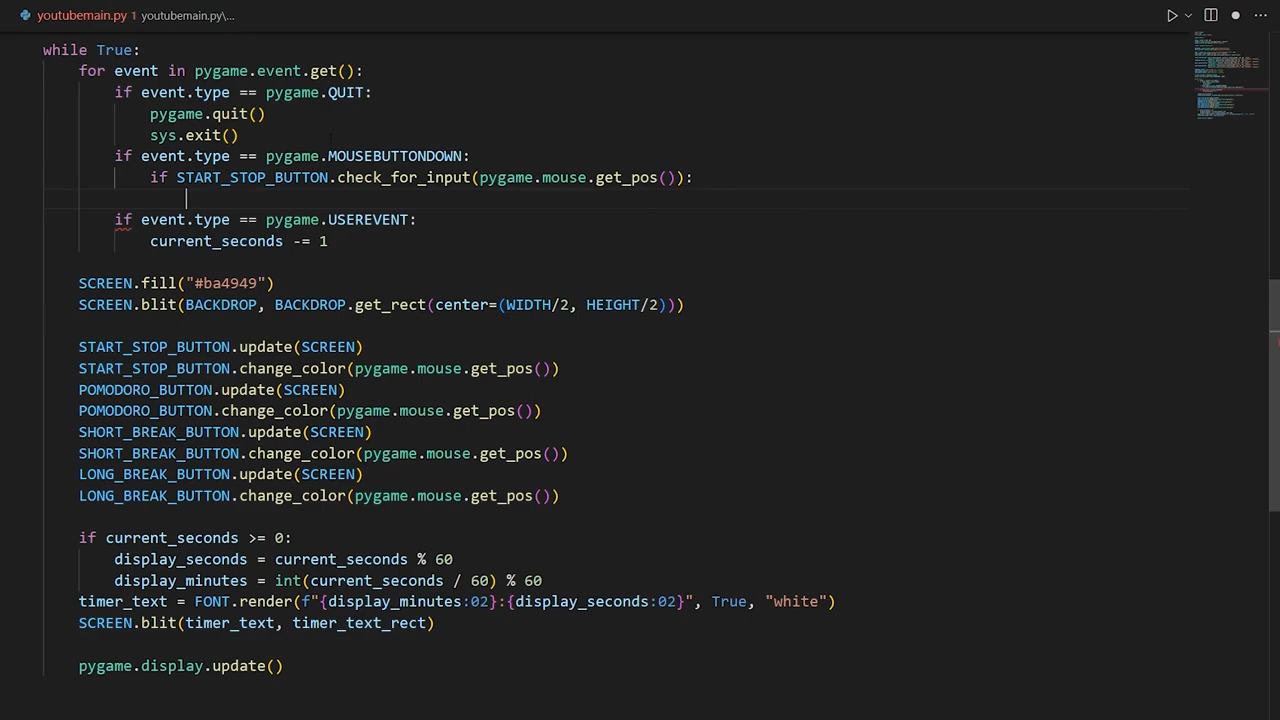 youtubemain.py 1 youtubemain.py\...
while True:
for event in pygame.event.get():
if event.type == pygame.QUIT:
pygame.quit()
sys.exit()
if event.type == pygame.MOUSEBUTTONDOWN:
if START_STOP_BUTTON.check_for_input(pygame.mouse.get_pos()):
if event.type == pygame.USEREVENT:
current_seconds -= 1
SCREEN.fill("#ba4949")
SCREEN.blit(BACKDROP, BACKDROP.get_rect(center=(WIDTH/2, HEIGHT/2)))
START_STOP_BUTTON.update(SCREEN)
START_STOP_BUTTON.change_color(pygame.mouse.get_pos())
POMODORO_BUTTON.update(SCREEN)
POMODORO_BUTTON.change_color(pygame.mouse.get_pos())
SHORT_BREAK_BUTTON.update(SCREEN)
SHORT_BREAK_BUTTON.change_color(pygame.mouse.get_pos())
LONG_BREAK_BUTTON.update(SCREEN)
LONG_BREAK_BUTTON.change_color(pygame.mouse.get_pos())
if current_seconds >= 0:
display_seconds = current_seconds % 60
display_minutes = int(current_seconds / 60) % 60
timer_text = FONT.render(f"{display_minutes:02}:{display_seconds:02}", True, "white")
SCREEN.blit(timer_text, timer_text_rect)
pygame.display.update()